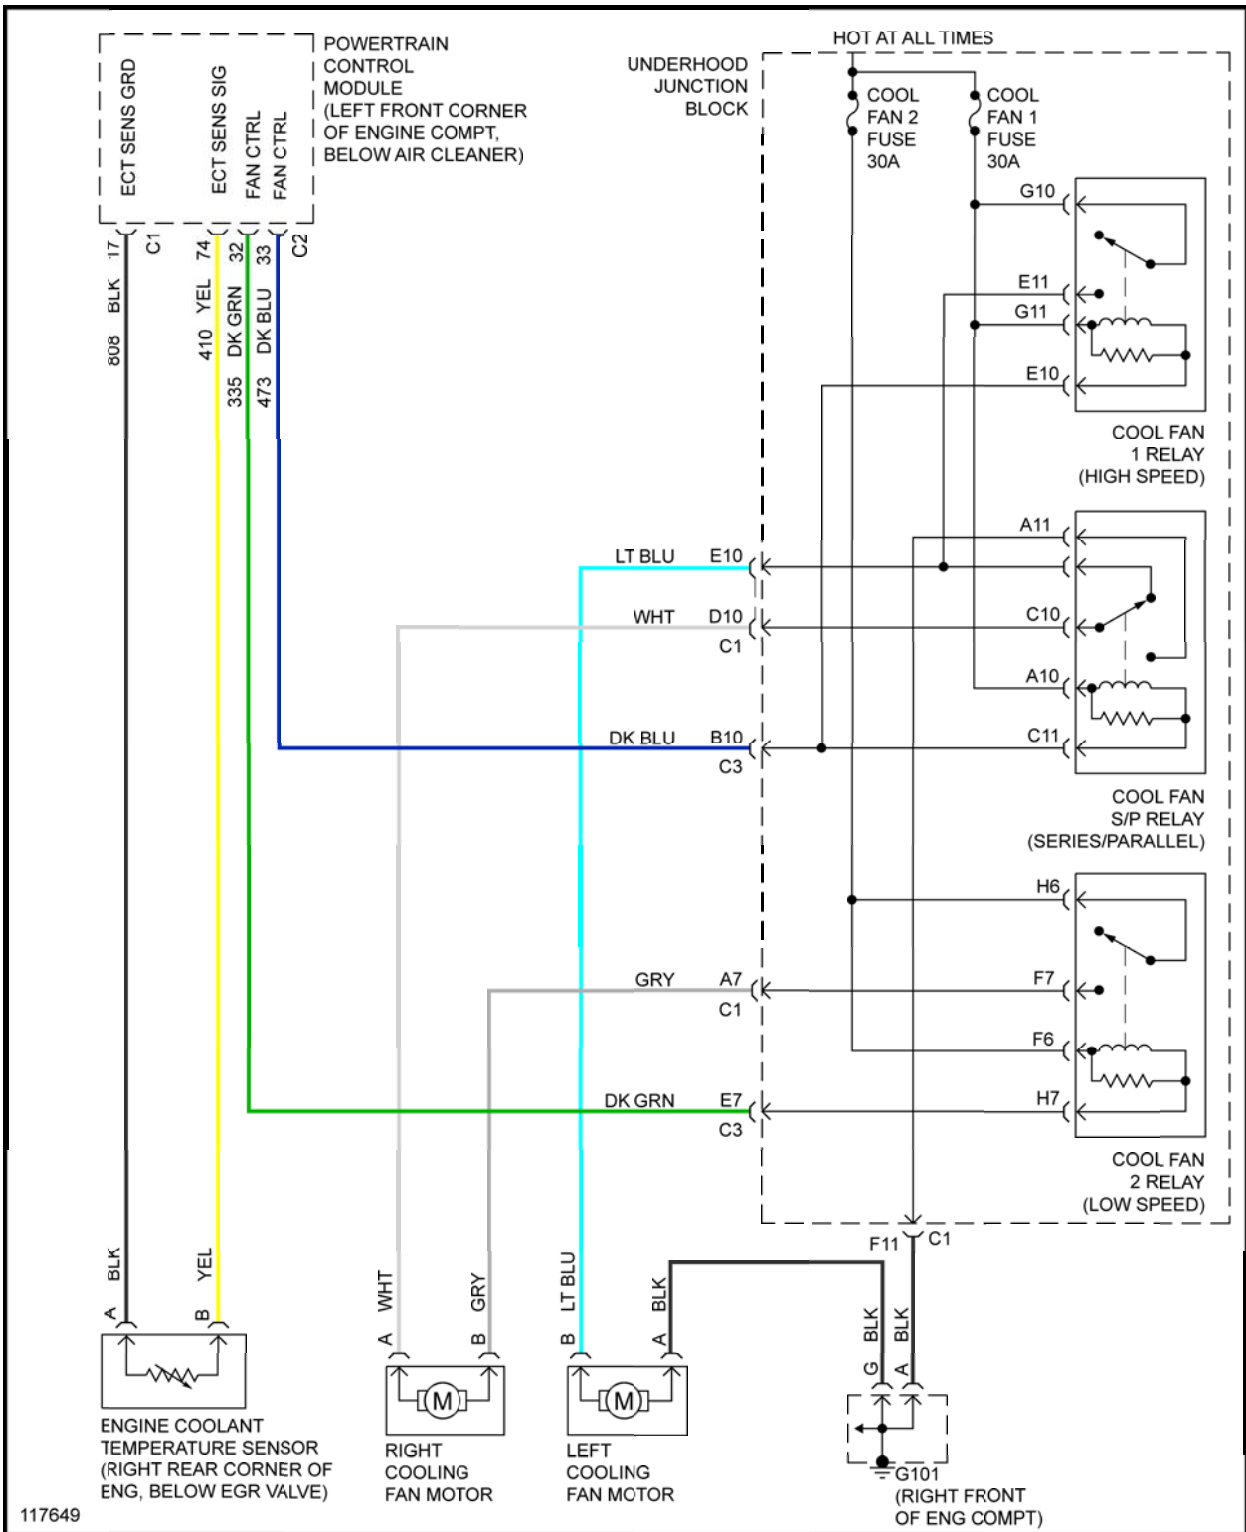 HOT AT ALL TIMES
POWERTRAIN
CONTROL
MODULE
(LEFT FRONT CORNER
OF ENGINE COMPT,
BELOW AIR CLEANER)
ECT SENS GRD
ECT SENS SIG
FAN CTRL
FAN CTRL
17
C1
74
32
33
C2
808 BLK
410 YEL
335 DK GRN
473 DK BLU
UNDERHOOD
JUNCTION
BLOCK
COOL
FAN 2
FUSE
30A
COOL
FAN 1
FUSE
30A
G10
E11
G11
E10
COOL FAN
1 RELAY
(HIGH SPEED)
A11
C10
A10
C11
COOL FAN
S/P RELAY
(SERIES/PARALLEL)
LT BLU E10
WHT D10
C1
DK BLU B10
C3
H6
F7
F6
H7
COOL FAN
2 RELAY
(LOW SPEED)
GRY A7
C1
DK GRN E7
C3
F11 C1
A BLK
B YEL
A WHT
B GRY
B LT BLU
A BLK
G BLK
A BLK
M
M
ENGINE COOLANT
TEMPERATURE SENSOR
(RIGHT REAR CORNER OF
ENG, BELOW EGR VALVE)
RIGHT
COOLING
FAN MOTOR
LEFT
COOLING
FAN MOTOR
G101
(RIGHT FRONT
OF ENG COMPT)
117649